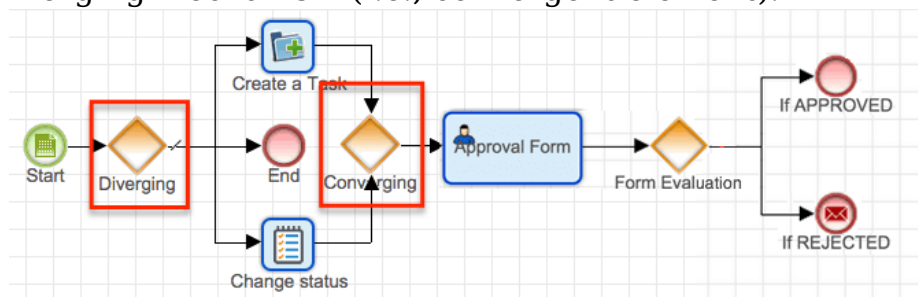 Create a Task
If APPROVED
Start
Diverging
End
Converging
Approval Form
Form Evaluation
Change status
If REJECTED